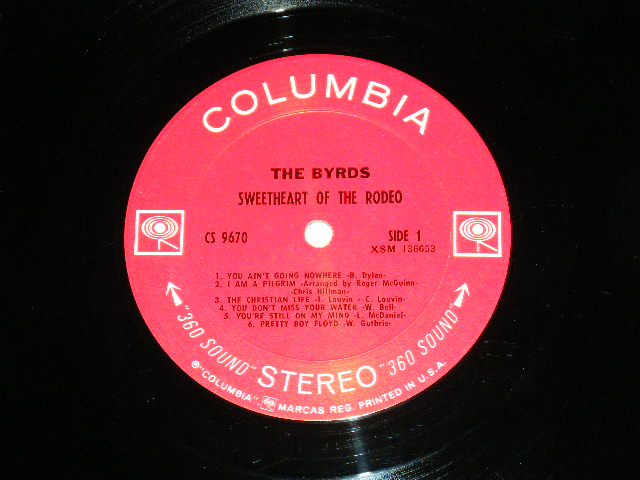 COLUMBIA
THE BYRDS
SWEETHEART OF THE RODEO
CS 9670
SIDE 1
XSM 136653
1. YOU AIN'T GOING NOWHERE -B. Dylan-
2. I AM A PILGRIM -Arranged by Roger McGuinn-
-Chris Hillman-
3. THE CHRISTIAN LIFE -I. Louvin - C. Louvin-
4. YOU DON'T MISS YOUR WATER -W. Bell-
5. YOU'RE STILL ON MY MIND -L. McDaniel-
6. PRETTY BOY FLOYD -W. Guthrie-
"360 SOUND" STEREO "360 SOUND"
® "COLUMBIA", MARCAS REG. PRINTED IN U.S.A.